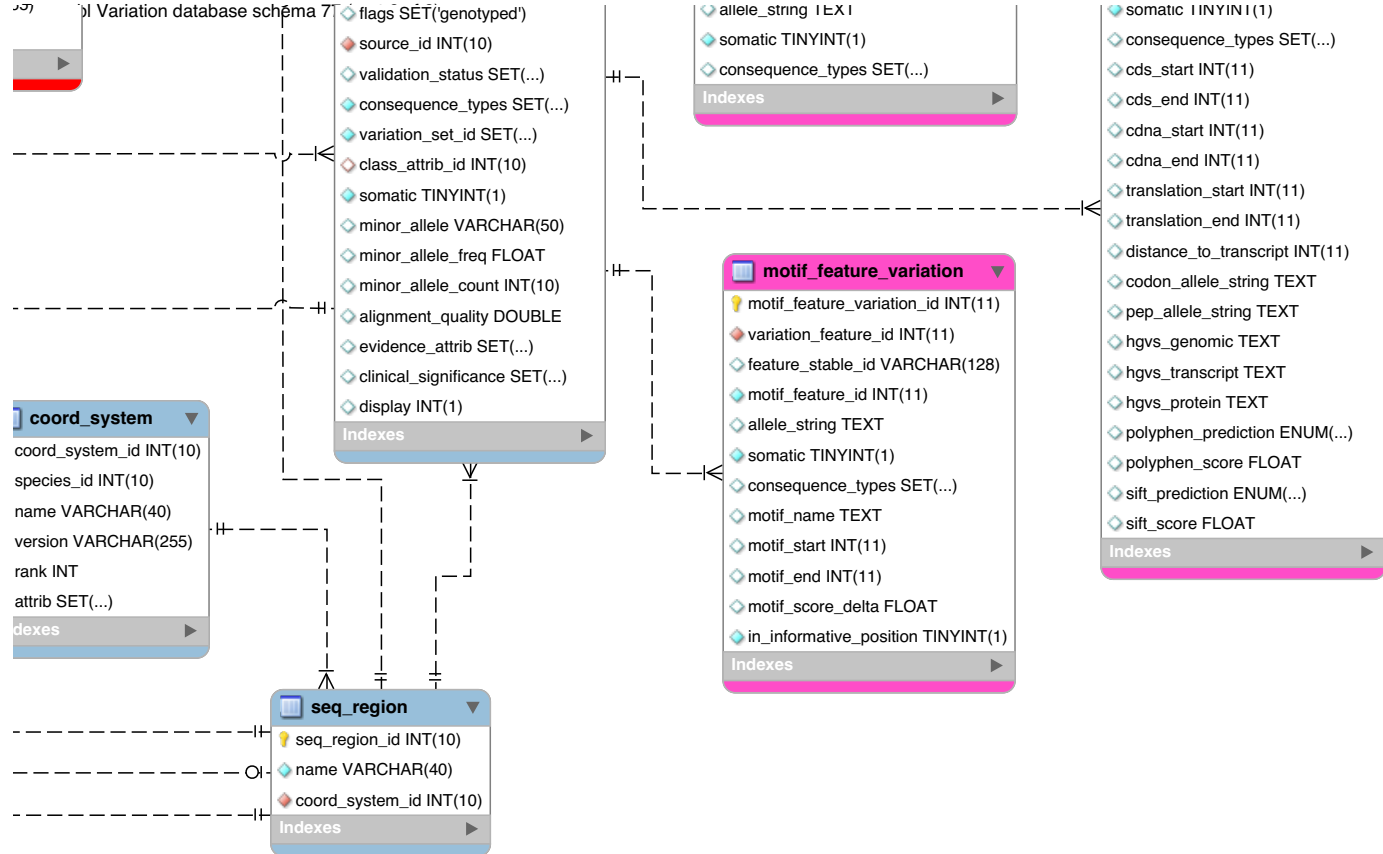 Variation database schema 7
flags SET('genotyped')
source_id INT(10)
validation_status SET(...)
consequence_types SET(...)
variation_set_id SET(...)
class_attrib_id INT(10)
somatic TINYINT(1)
minor_allele VARCHAR(50)
minor_allele_freq FLOAT
minor_allele_count INT(10)
alignment_quality DOUBLE
evidence_attrib SET(...)
clinical_significance SET(...)
display INT(1)
Indexes
allele_string TEXT
somatic TINYINT(1)
consequence_types SET(...)
Indexes
somatic TINYINT(1)
consequence_types SET(...)
cds_start INT(11)
cds_end INT(11)
cdna_start INT(11)
cdna_end INT(11)
translation_start INT(11)
translation_end INT(11)
distance_to_transcript INT(11)
codon_allele_string TEXT
pep_allele_string TEXT
hgvs_genomic TEXT
hgvs_transcript TEXT
hgvs_protein TEXT
polyphen_prediction ENUM(...)
polyphen_score FLOAT
sift_prediction ENUM(...)
sift_score FLOAT
Indexes
motif_feature_variation
motif_feature_variation_id INT(11)
variation_feature_id INT(11)
feature_stable_id VARCHAR(128)
motif_feature_id INT(11)
allele_string TEXT
somatic TINYINT(1)
consequence_types SET(...)
motif_name TEXT
motif_start INT(11)
motif_end INT(11)
motif_score_delta FLOAT
in_informative_position TINYINT(1)
Indexes
coord_system
coord_system_id INT(10)
species_id INT(10)
name VARCHAR(40)
version VARCHAR(255)
rank INT
attrib SET(...)
dexes
seq_region
seq_region_id INT(10)
name VARCHAR(40)
coord_system_id INT(10)
Indexes